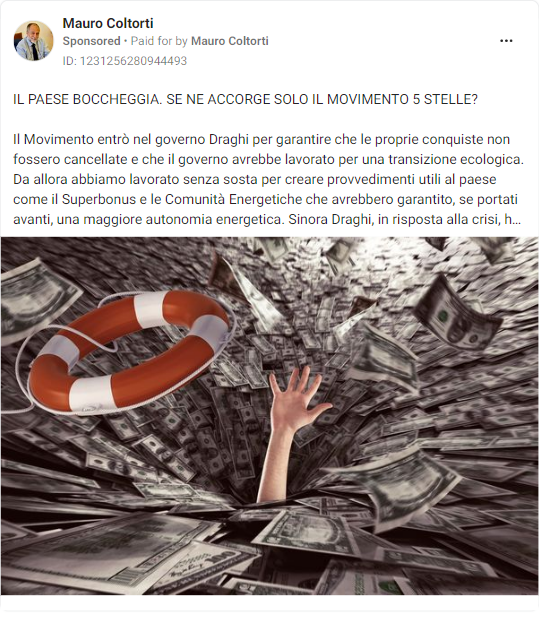 Mauro Coltorti
Sponsored • Paid for by Mauro Coltorti
ID: 1231256280944493
IL PAESE BOCCHEGGIA. SE NE ACCORGE SOLO IL MOVIMENTO 5 STELLE?
Il Movimento entrò nel governo Draghi per garantire che le proprie conquiste non
fossero cancellate e che il governo avrebbe lavorato per una transizione ecologica.
Da allora abbiamo lavorato senza sosta per creare provvedimenti utili al paese
come il Superbonus e le Comunità Energetiche che avrebbero garantito, se portati
avanti, una maggiore autonomia energetica. Sinora Draghi, in risposta alla crisi, h...